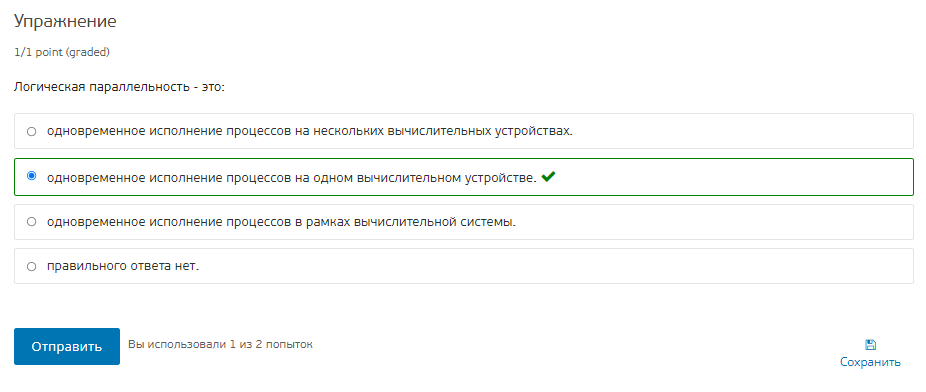 Упражнение
1/1 point (graded)
Логическая параллельность - это:
одновременное исполнение процессов на нескольких вычислительных устройствах.
одновременное исполнение процессов на одном вычислительном устройстве.
одновременное исполнение процессов в рамках вычислительной системы.
правильного ответа нет.
Отправить
Вы использовали 1 из 2 попыток
Сохранить